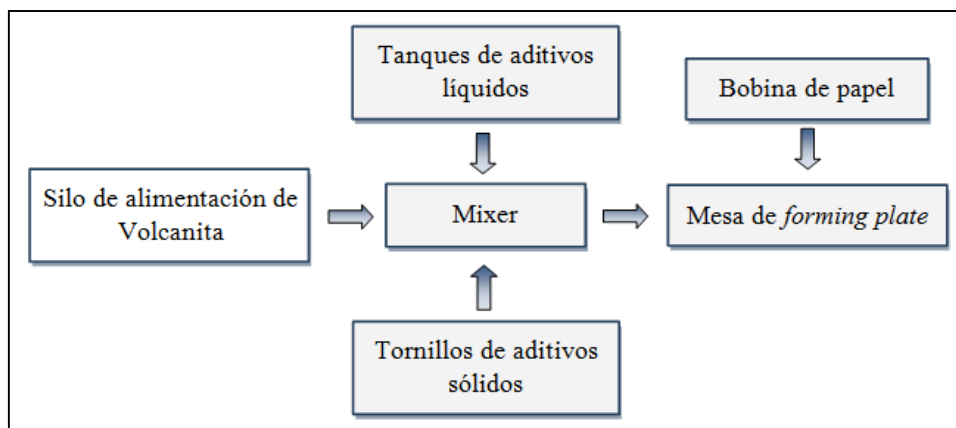 Tanques de aditivos
líquidos
Bobina de papel
Silo de alimentación de
Volcanita
Mixer
Mesa de forming plate
Tornillos de aditivos
sólidos